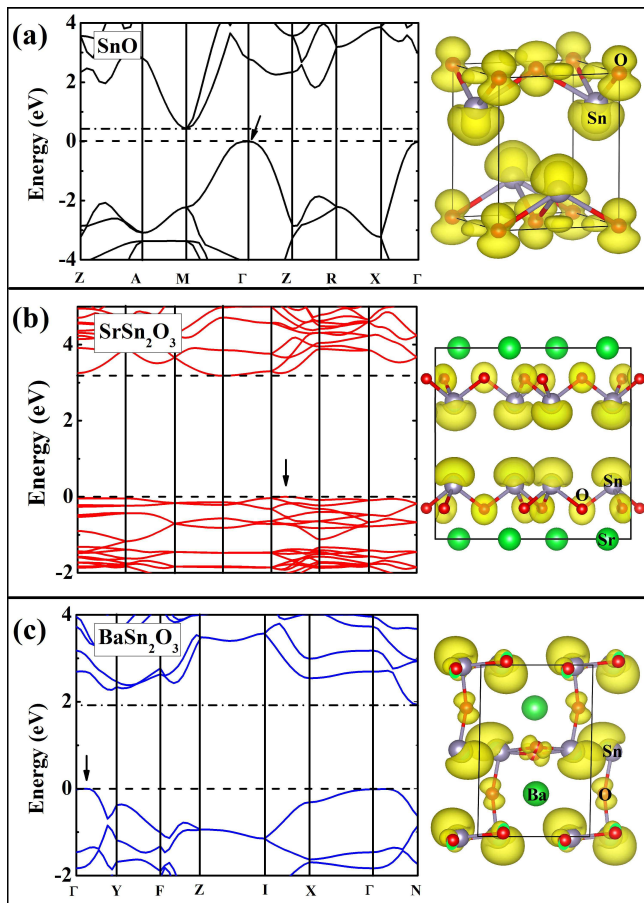 (a)
SnO
Energy (eV)
4
2
0
-2
-4
Z A M Γ Z R X Γ
O
Sn
(b)
SrSn₂O₃
Energy (eV)
4
2
0
-2
Sn
O
Sr
(c)
BaSn₂O₃
Energy (eV)
4
2
0
-2
Γ Y F Z I X Γ N
Sn
Ba O